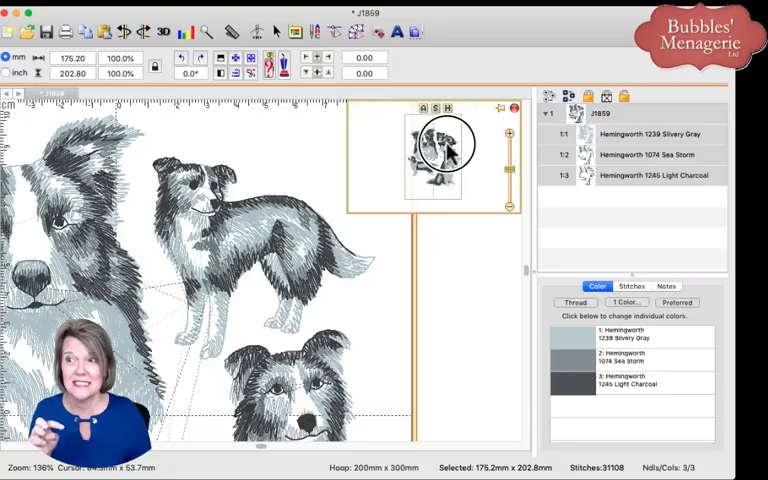 * J1859
Bubbles'
Menagerie
Ltd
mm
175.20
100.0%
0.00
inch
202.80
100.0%
0.0°
0.00
3D
* J1859
cm
A S H
1
J1859
1:1
Hemingworth 1239 Silvery Gray
1:2
Hemingworth 1074 Sea Storm
1:3
Hemingworth 1245 Light Charcoal
Color
Stitches
Notes
Thread
1 Color...
Preferred
Click below to change individual colors.
1: Hemingworth
1239 Silvery Gray
2: Hemingworth
1074 Sea Storm
3: Hemingworth
1245 Light Charcoal
Zoom: 136%
Hoop: 200mm x 300mm
Selected: 175.2mm x 202.8mm
Stitches:31108
Ndls/Cols: 3/3